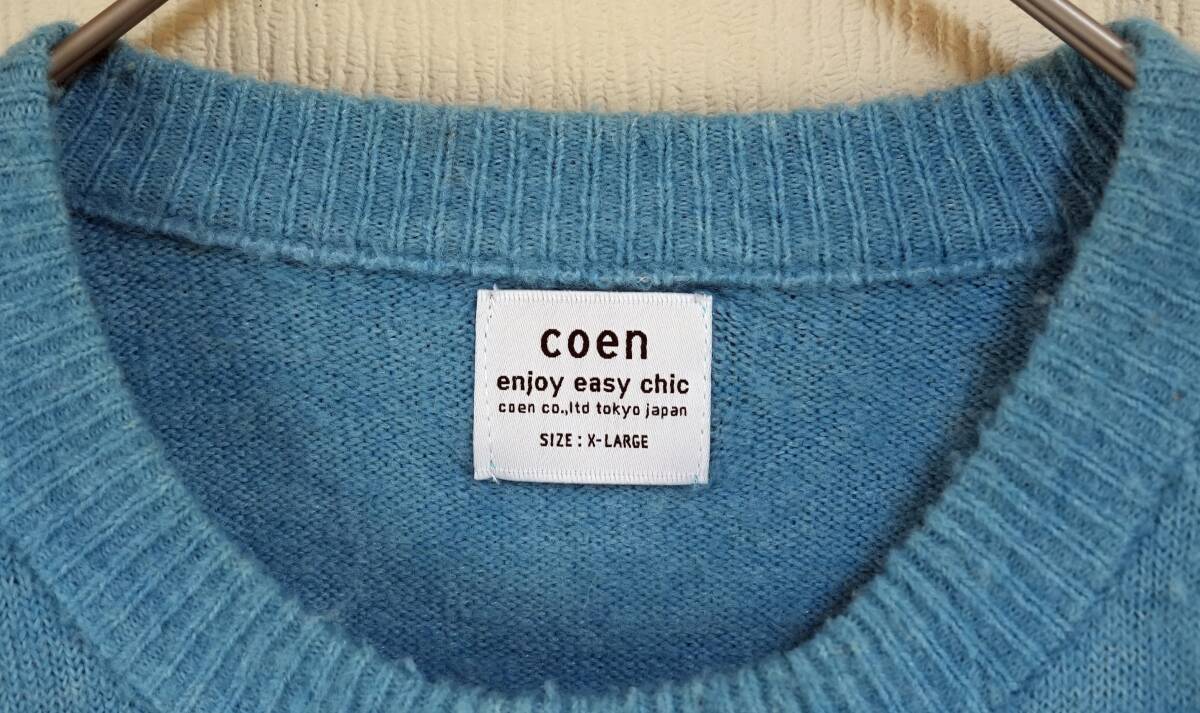 coen
enjoy easy chic
coen co.,ltd tokyo japan
SIZE : X-LARGE